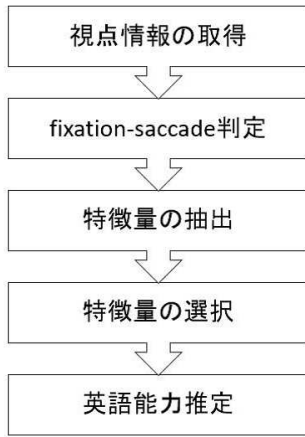 視点情報の取得
fixation-saccade判定
特徴量の抽出
特徴量の選択
英語能力推定